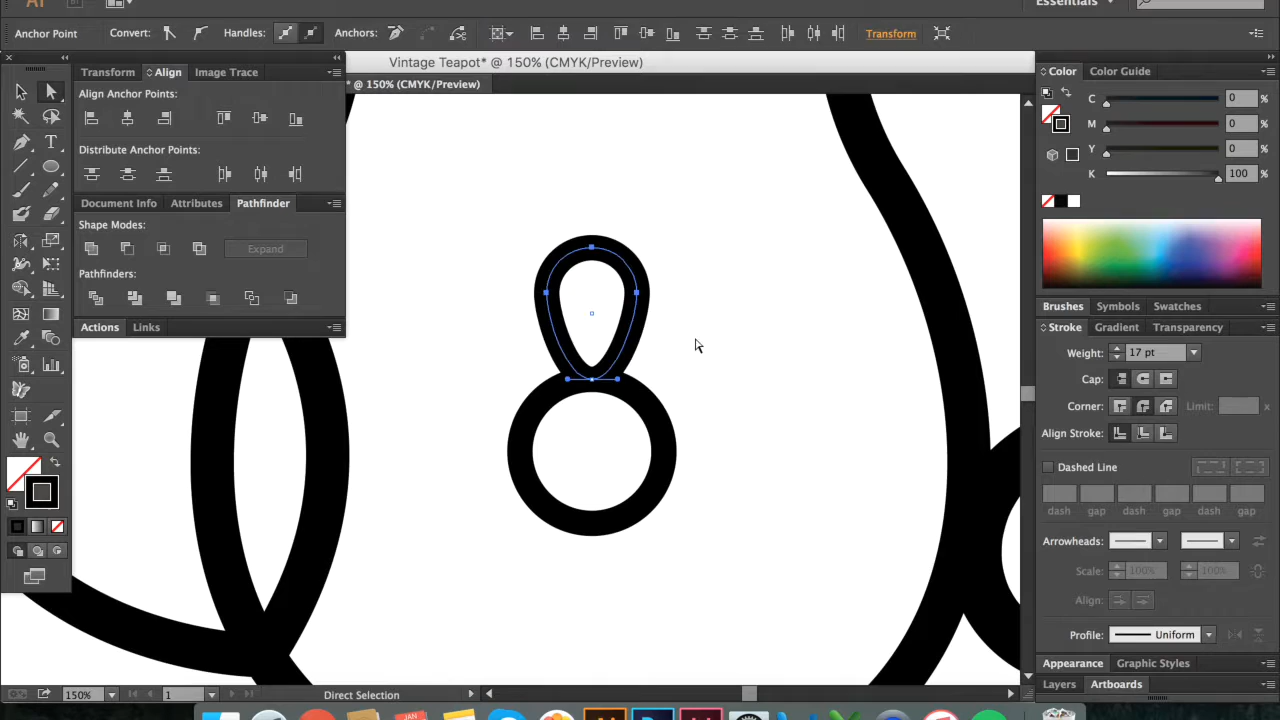 Ai
Br
Essentials
Anchor Point
Convert:
Handles:
Anchors:
Transform
Vintage Teapot* @ 150% (CMYK/Preview)
* @ 150% (CMYK/Preview)
Transform
Align
Image Trace
Align Anchor Points:
Distribute Anchor Points:
Document Info
Attributes
Pathfinder
Shape Modes:
Expand
Pathfinders:
Actions
Links
Color
Color Guide
C
0
%
M
0
%
Y
0
%
K
100
%
Brushes
Symbols
Swatches
Stroke
Gradient
Transparency
Weight:
17 pt
Cap:
Corner:
Limit:
x
Align Stroke:
Dashed Line
dash
gap
dash
gap
dash
gap
Arrowheads:
Scale:
100%
100%
Align:
Profile:
Uniform
Appearance
Graphic Styles
Layers
Artboards
150%
1
Direct Selection
JAN